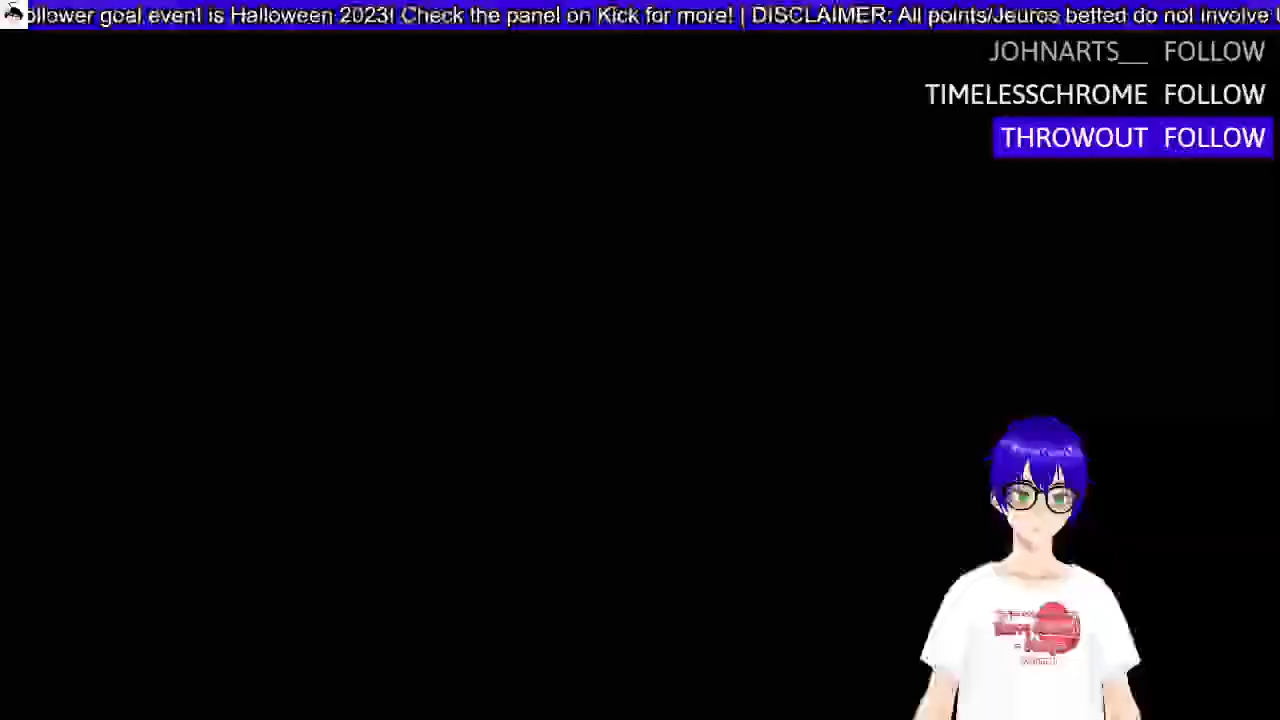 ollower goal event is Halloween 2023! Check the panel on Kick for more! | DISCLAIMER: All points/Jeuros betted do not involve
JOHNARTS__ FOLLOW
TIMELESSCHROME FOLLOW
THROWOUT FOLLOW